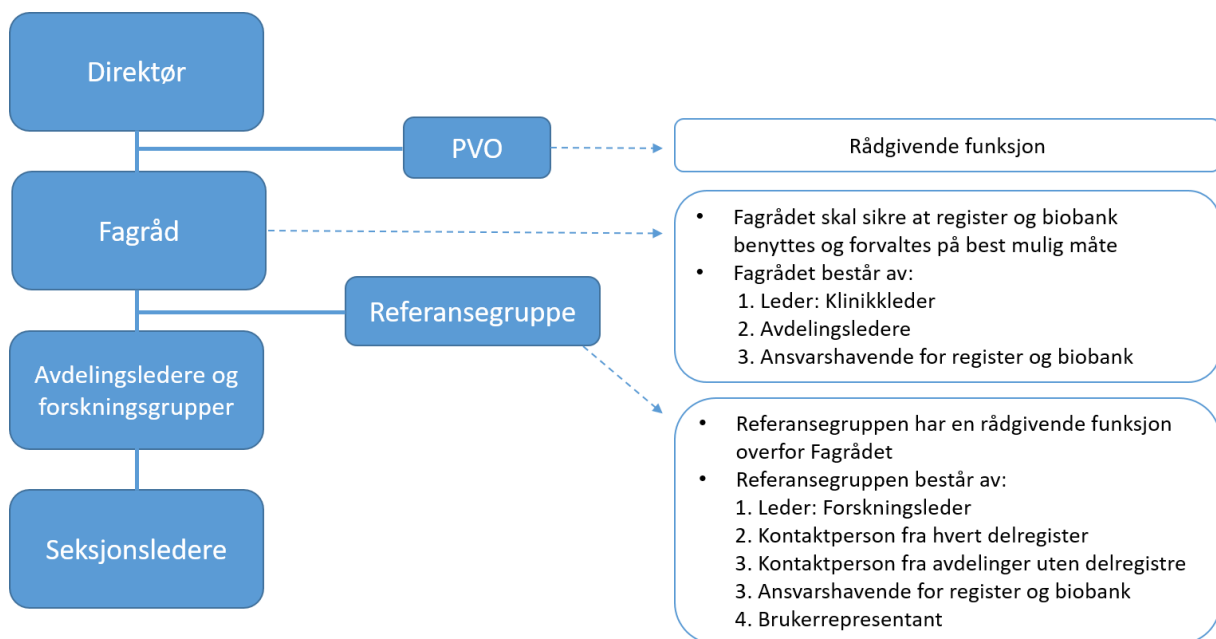 Direktør
PVO
Rådgivende funksjon
Fagråd
• Fagrådet skal sikre at register og biobank
benyttes og forvaltes på best mulig måte
• Fagrådet består av:
1. Leder: Klinikkleder
2. Avdelingsledere
3. Ansvarshavende for register og biobank
Referansegruppe
Avdelingsledere og
forskningsgrupper
• Referansegruppen har en rådgivende funksjon
overfor Fagrådet
• Referansegruppen består av:
1. Leder: Forskningsleder
2. Kontaktperson fra hvert delregister
3. Kontaktperson fra avdelinger uten delregistre
3. Ansvarshavende for register og biobank
4. Brukerrepresentant
Seksjonsledere